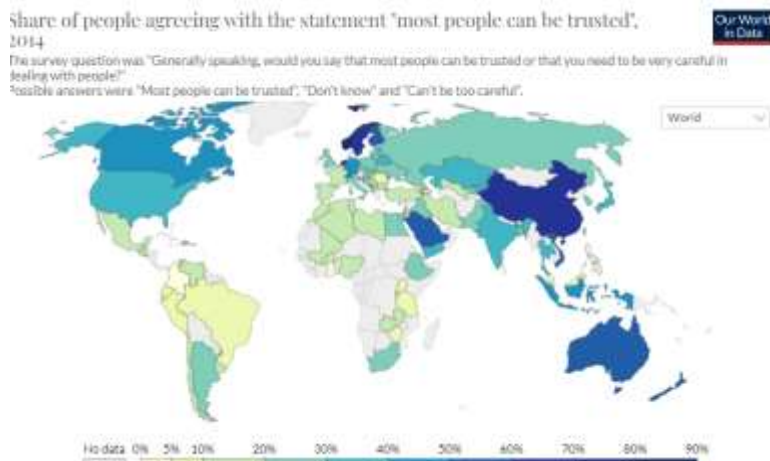 Share of people agreeing with the statement "most people can be trusted",
2014
Our World
in Data
The survey question was "Generally speaking, would you say that most people can be trusted or that you need to be very careful in
dealing with people?"
Possible answers were "Most people can be trusted", "Don't know" and "Can't be too careful".
World
No data 0% 5% 10% 20% 30% 40% 50% 60% 70% 80% 90%